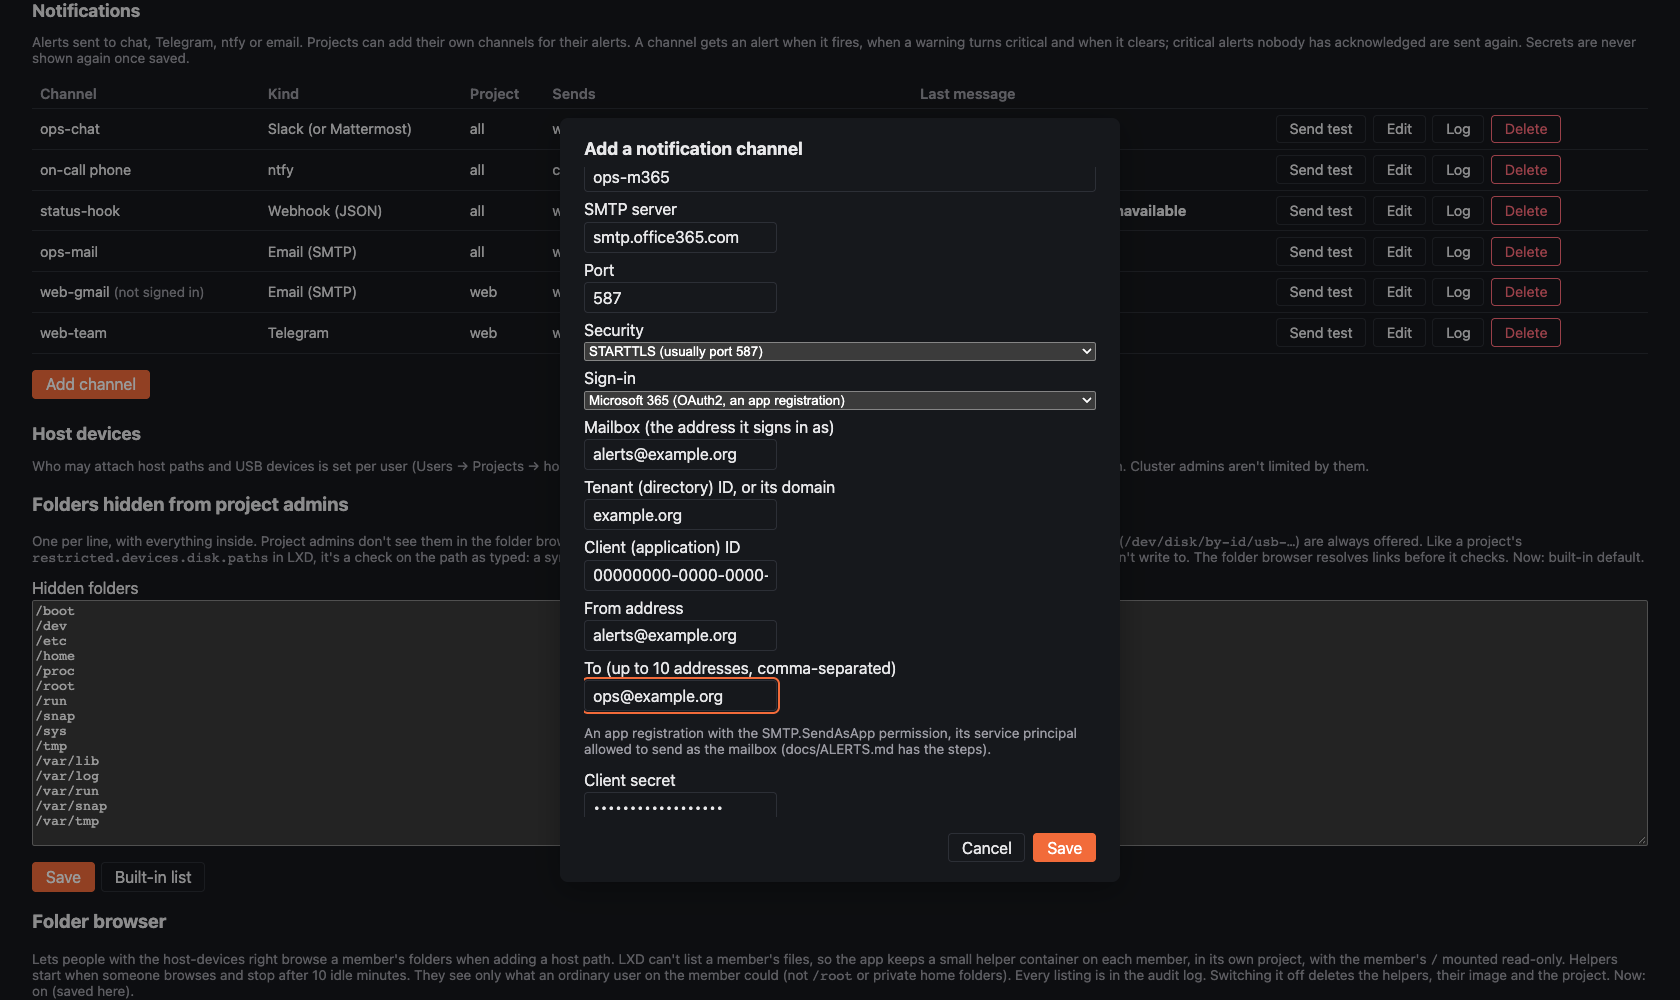 Notifications
Alerts sent to chat, Telegram, ntfy or email. Projects can add their own channels for their alerts. A channel gets an alert when it fires, when a warning turns critical and when it clears; critical alerts nobody has acknowledged are sent again. Secrets are never
shown again once saved.
Channel Kind Project Sends Last message
ops-chat Slack (or Mattermost) all Send test Edit Log Delete
on-call phone ntfy all Send test Edit Log Delete
status-hook Webhook (JSON) all Send test Edit Log Delete
ops-mail Email (SMTP) all Send test Edit Log Delete
web-gmail (not signed in) Email (SMTP) web Send test Edit Log Delete
web-team Telegram web Send test Edit Log Delete
Add channel
Host devices
Who may attach host paths and USB devices is set per user (Users → Projects → . Cluster admins aren't limited by them.
Folders hidden from project admins
One per line, with everything inside. Project admins don't see them in the folder (/dev/disk/by-id/usb-…) are always offered. Like a project's
restricted.devices.disk.paths in LXD, it's a check on the path as typed: a write to. The folder browser resolves links before it checks. Now: built-in default.
Hidden folders
/boot
/dev
/etc
/home
/proc
/root
/run
/snap
/sys
/tmp
/var/lib
/var/log
/var/run
/var/snap
/var/tmp
Save Built-in list
Folder browser
Lets people with the host-devices right browse a member's folders when adding a host path. LXD can't list a member's files, so the app keeps a small helper container on each member, in its own project, with the member's / mounted read-only. Helpers
start when someone browses and stop after 10 idle minutes. They see only what an ordinary user on the member could (not /root or private home folders). Every listing is in the audit log. Switching it off deletes the helpers, their image and the project. Now:
on (saved here).
Add a notification channel
ops-m365
SMTP server
smtp.office365.com
Port
587
Security
STARTTLS (usually port 587)
Sign-in
Microsoft 365 (OAuth2, an app registration)
Mailbox (the address it signs in as)
alerts@example.org
Tenant (directory) ID, or its domain
example.org
Client (application) ID
00000000-0000-0000-
From address
alerts@example.org
To (up to 10 addresses, comma-separated)
ops@example.org
An app registration with the SMTP.SendAsApp permission, its service principal
allowed to send as the mailbox (docs/ALERTS.md has the steps).
Client secret
••••••••••••••••••
Cancel Save